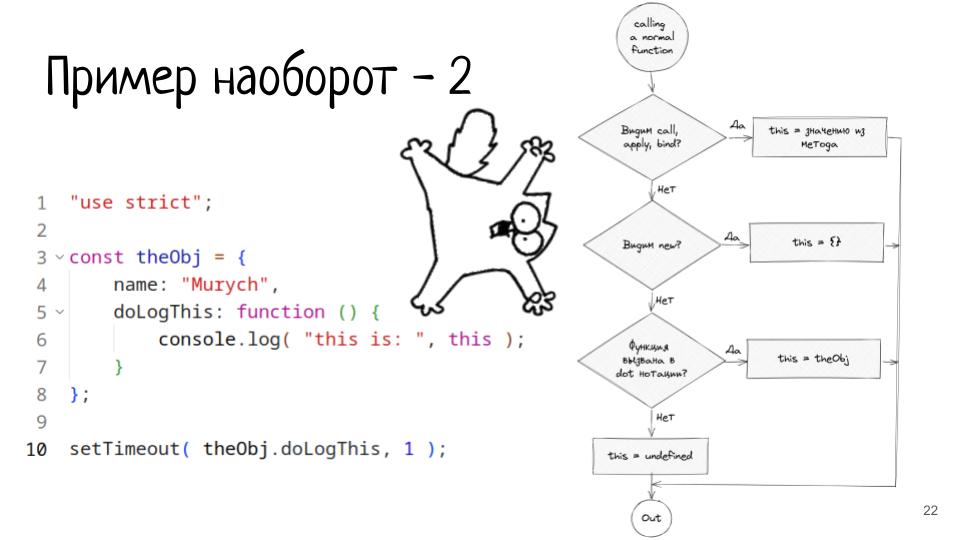 Пример наоборот – 2
1 "use strict";
2
3 const theObj = {
4 name: "Murych",
5 doLogThis: function () {
6 console.log( "this is: ", this );
7 }
8 };
9
10 setTimeout( theObj.doLogThis, 1 );
calling
a normal
function
Видим call,
apply, bind?
Да
this = значению из
метода
Нет
Видим new?
Да
this = {}
Нет
Функция
вызвана в
dot нотации?
Да
this = theObj
Нет
this = undefined
Out
22